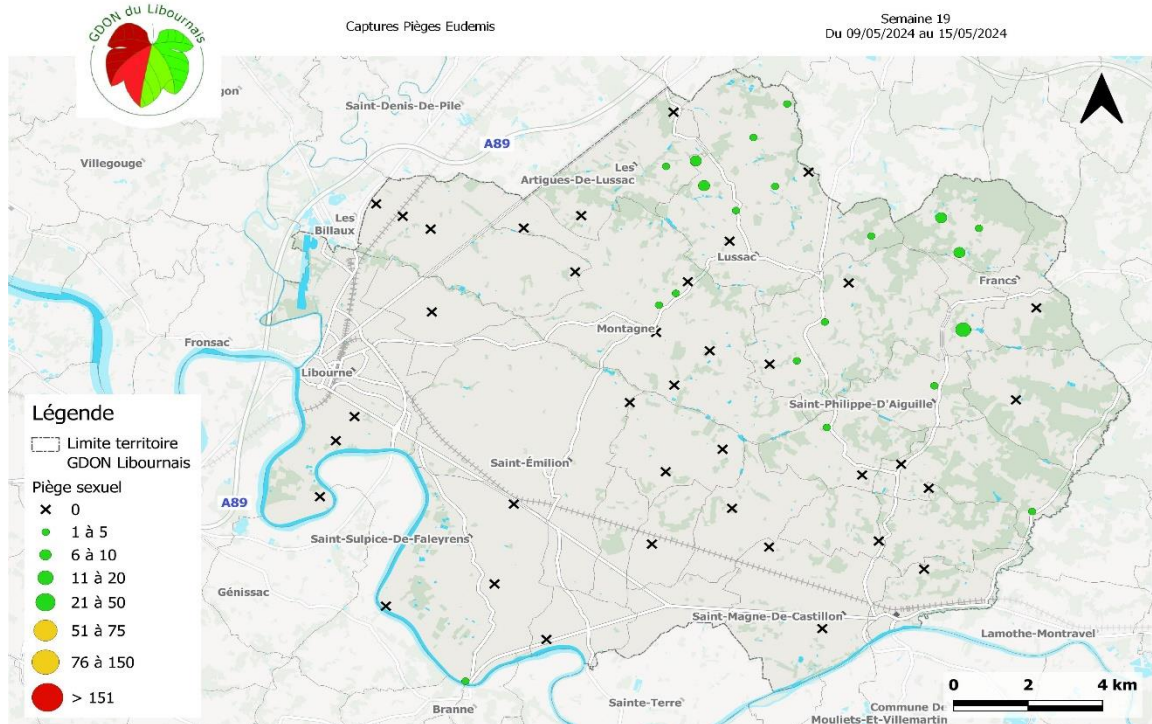 GDON du Libournais
Captures Pièges Eudemis
Semaine 19
Du 09/05/2024 au 15/05/2024
Saint-Denis-De-Pile
A89
Villegouge
Les
Artigues-De-Lussac
Les
Billaux
Lussac
Francs
Montagne
Fronsac
Libourne
Saint-Philippe-D'Aiguille
Saint-Émilion
A89
Saint-Sulpice-De-Faleyrens
Génissac
Saint-Magne-De-Castillon
Lamothe-Montravel
Sainte-Terre
Branne
Commune De
Mouliets-Et-Villemartin
Légende
Limite territoire
GDON Libournais
Piège sexuel
0
1 à 5
6 à 10
11 à 20
21 à 50
51 à 75
76 à 150
> 151
0 2 4 km